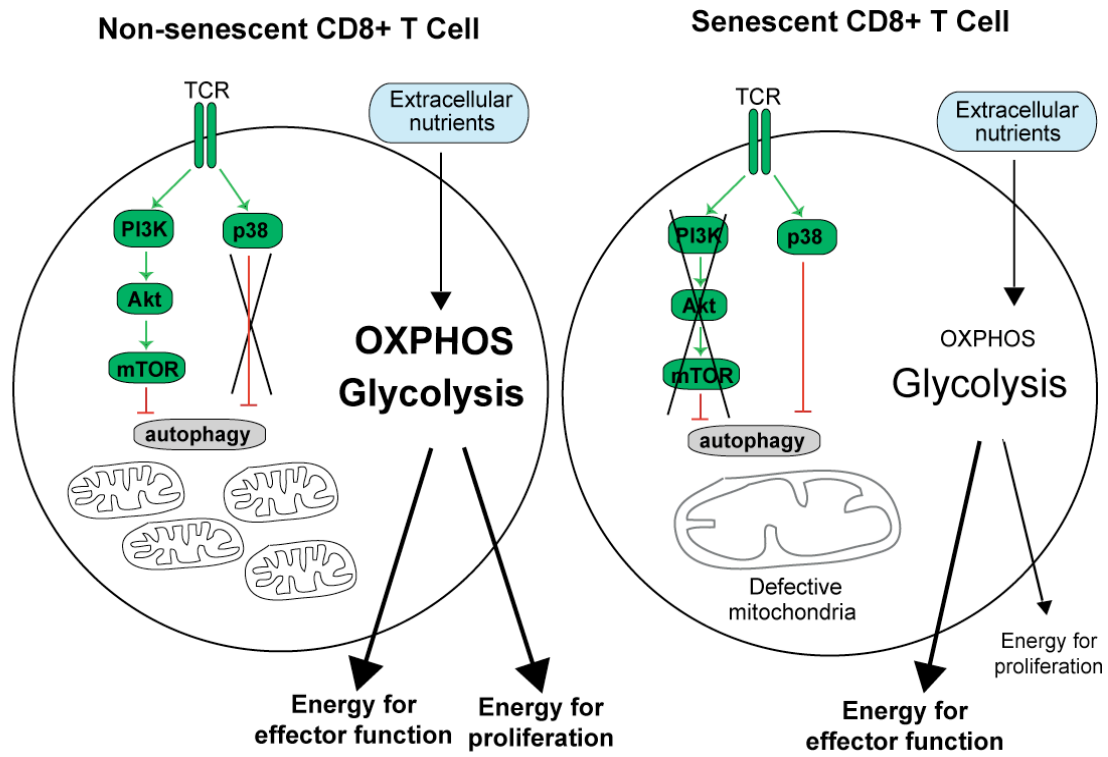 Non-senescent CD8+ T Cell
TCR
Extracellular
nutrients
PI3K
p38
Akt
mTOR
autophagy
OXPHOS
Glycolysis
Energy for
effector function
Energy for
proliferation
Senescent CD8+ T Cell
TCR
Extracellular
nutrients
PI3K
p38
Akt
mTOR
autophagy
OXPHOS
Glycolysis
Defective
mitochondria
Energy for
proliferation
Energy for
effector function